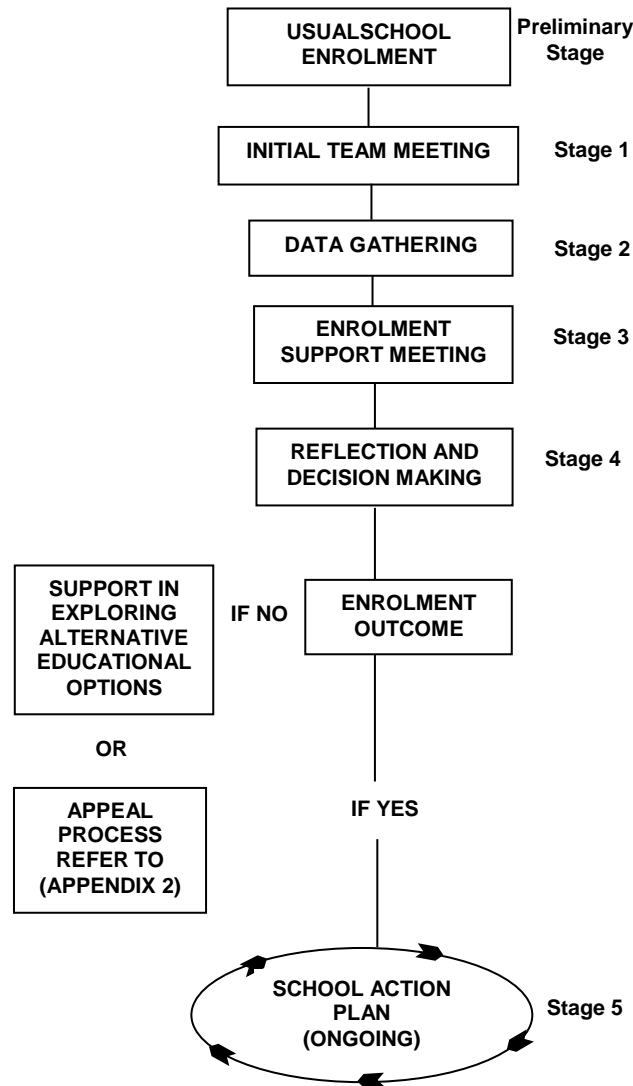 USUALSCHOOL
ENROLMENT
Preliminary
Stage
INITIAL TEAM MEETING
Stage 1
DATA GATHERING
Stage 2
ENROLMENT
SUPPORT MEETING
Stage 3
REFLECTION AND
DECISION MAKING
Stage 4
SUPPORT IN
EXPLORING
ALTERNATIVE
EDUCATIONAL
OPTIONS
IF NO
ENROLMENT
OUTCOME
OR
APPEAL
PROCESS
REFER TO
(APPENDIX 2)
IF YES
SCHOOL ACTION
PLAN
(ONGOING)
Stage 5